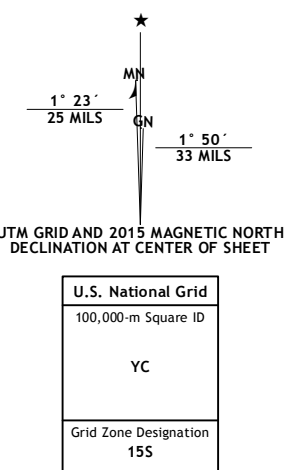 ★
MN
1° 23´
25 MILS
GN
1° 50´
33 MILS
UTM GRID AND 2015 MAGNETIC NORTH
DECLINATION AT CENTER OF SHEET
U.S. National Grid
100,000-m Square ID
YC
Grid Zone Designation
15S